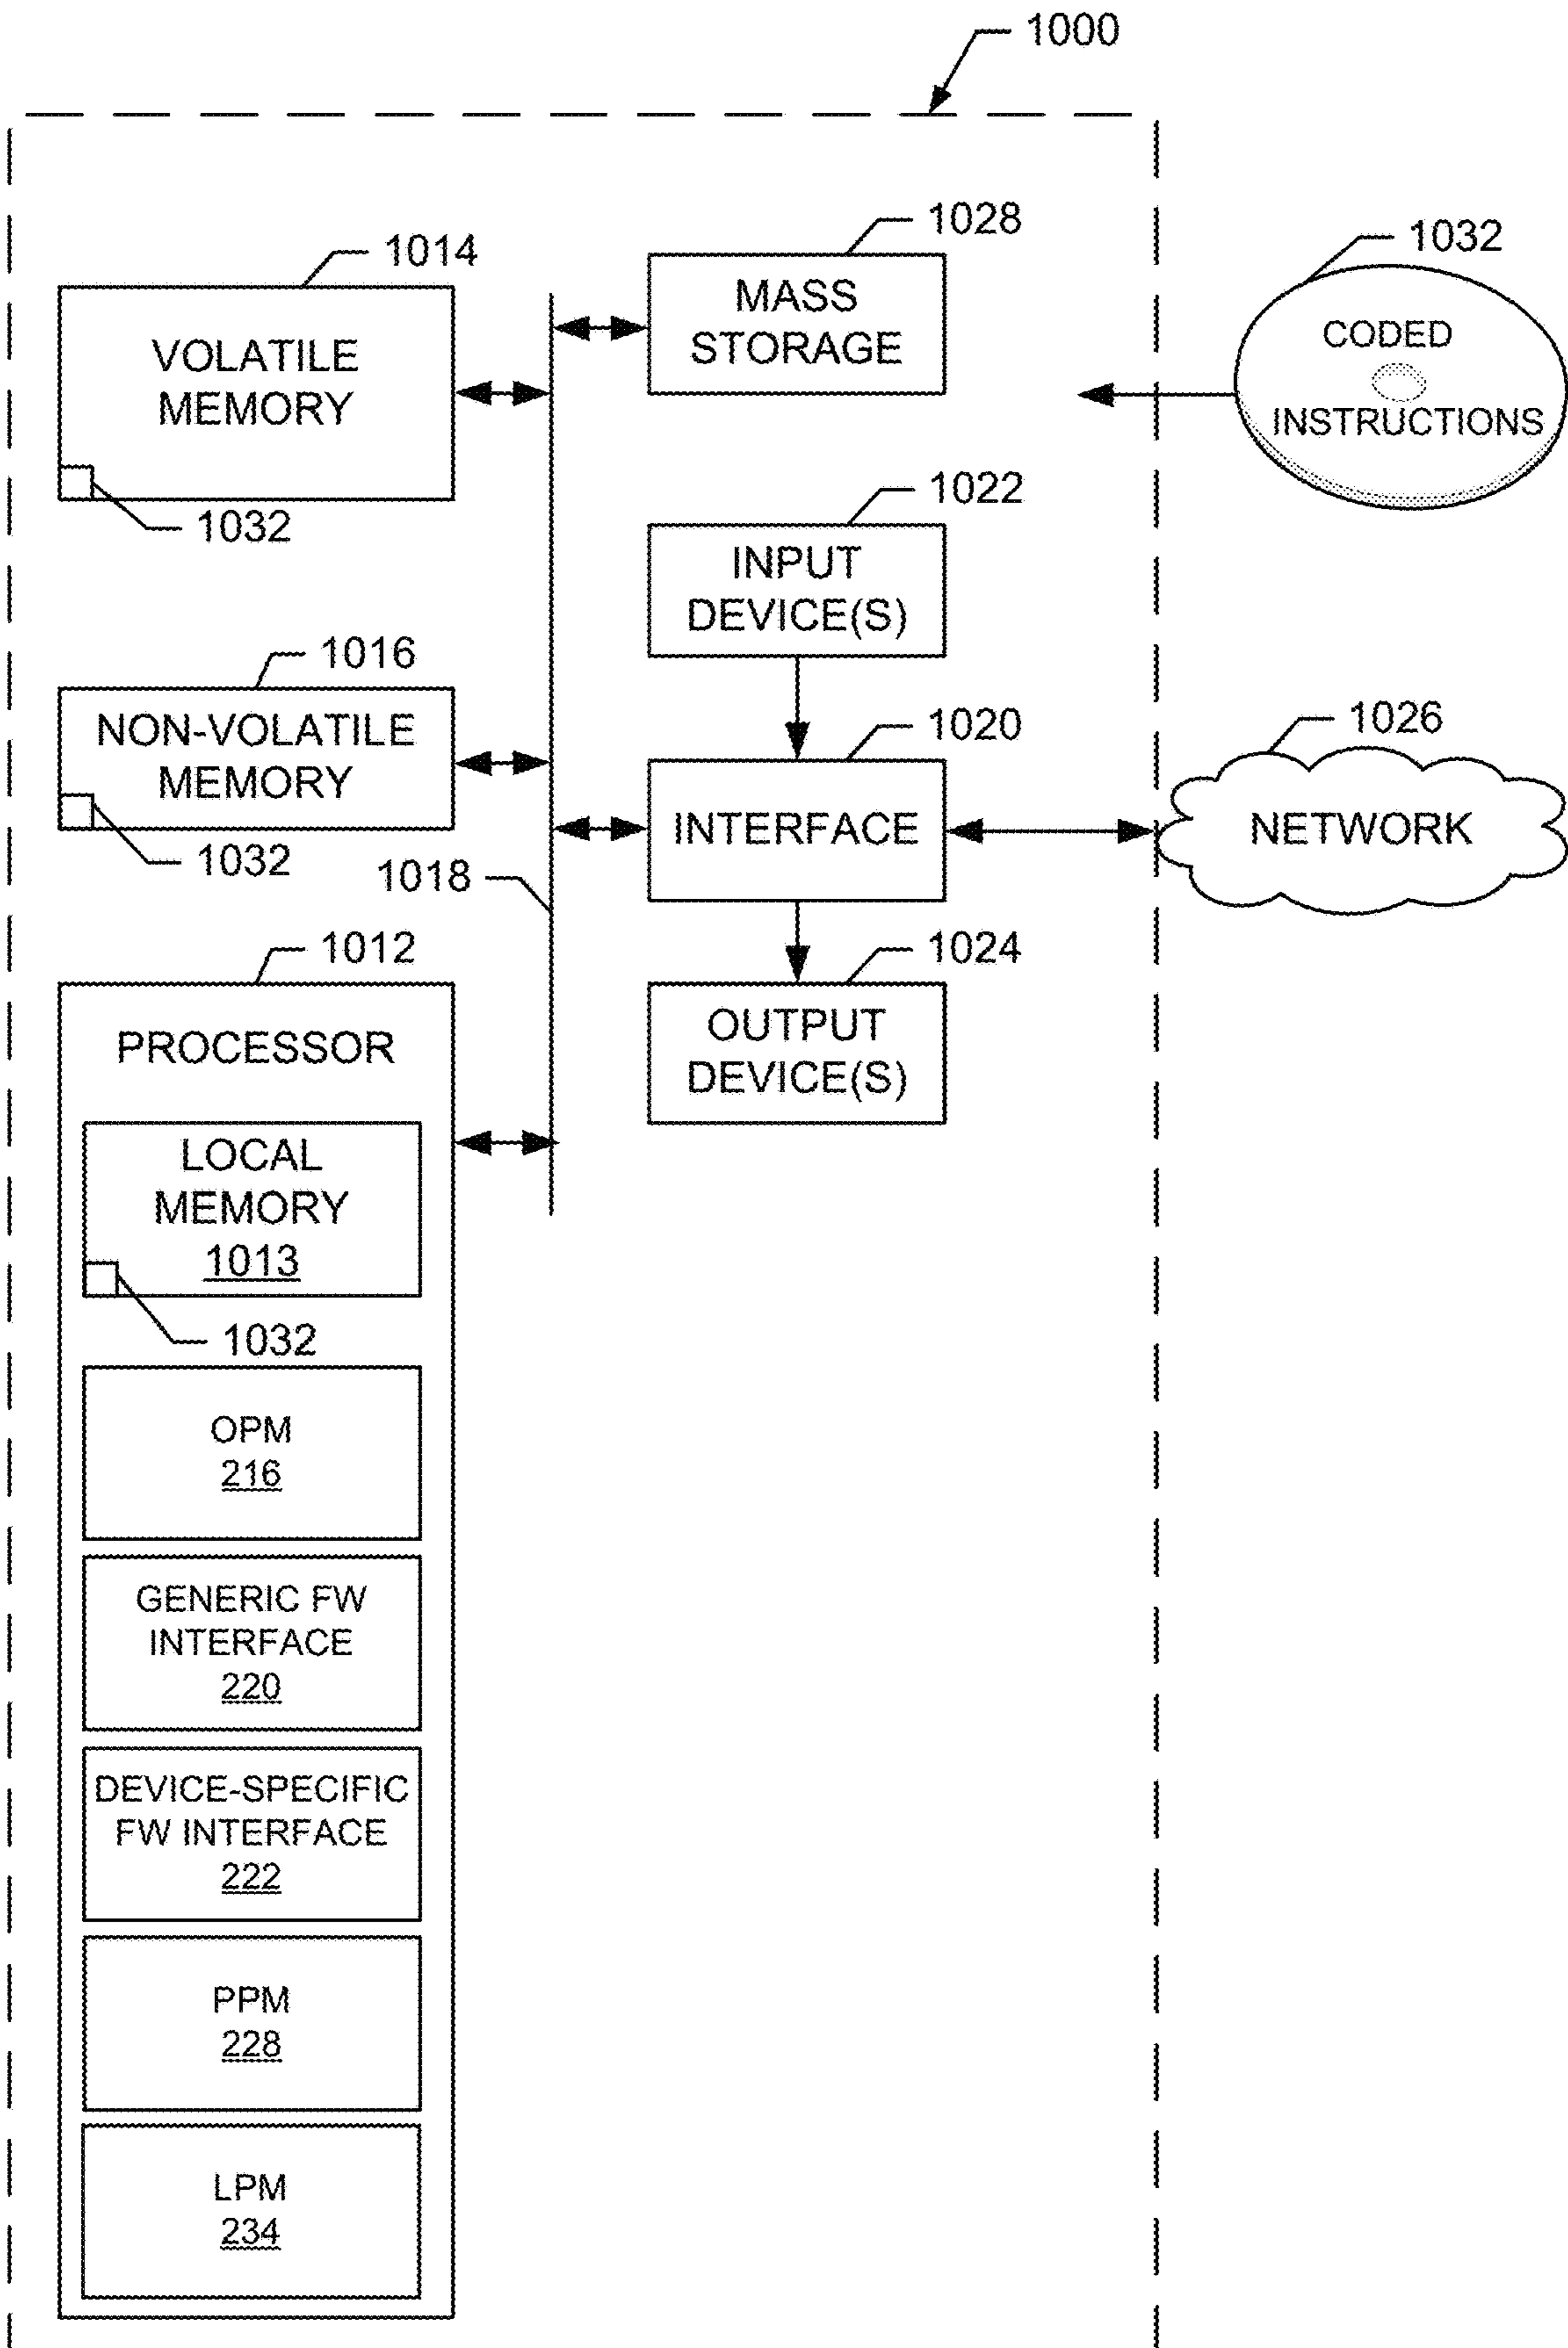 1000
1028
1014
MASS
STORAGE
VOLATILE
MEMORY
1032
1032
CODED
INSTRUCTIONS
1022
INPUT
DEVICE(S)
1016
NON-VOLATILE
MEMORY
1032
1020
INTERFACE
1026
NETWORK
1018
1012
1024
OUTPUT
DEVICE(S)
PROCESSOR
LOCAL
MEMORY
1013
1032
OPM
216
GENERIC FW
INTERFACE
220
DEVICE-SPECIFIC
FW INTERFACE
222
PPM
228
LPM
234